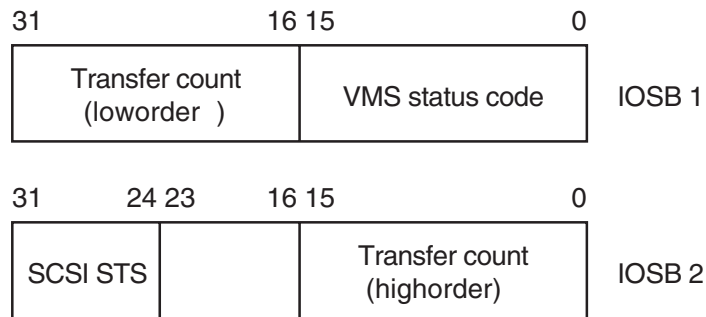 31 16 15 0
Transfer count
(loworder )
VMS status code
IOSB 1
31 24 23 16 15 0
SCSI STS
Transfer count
(highorder)
IOSB 2